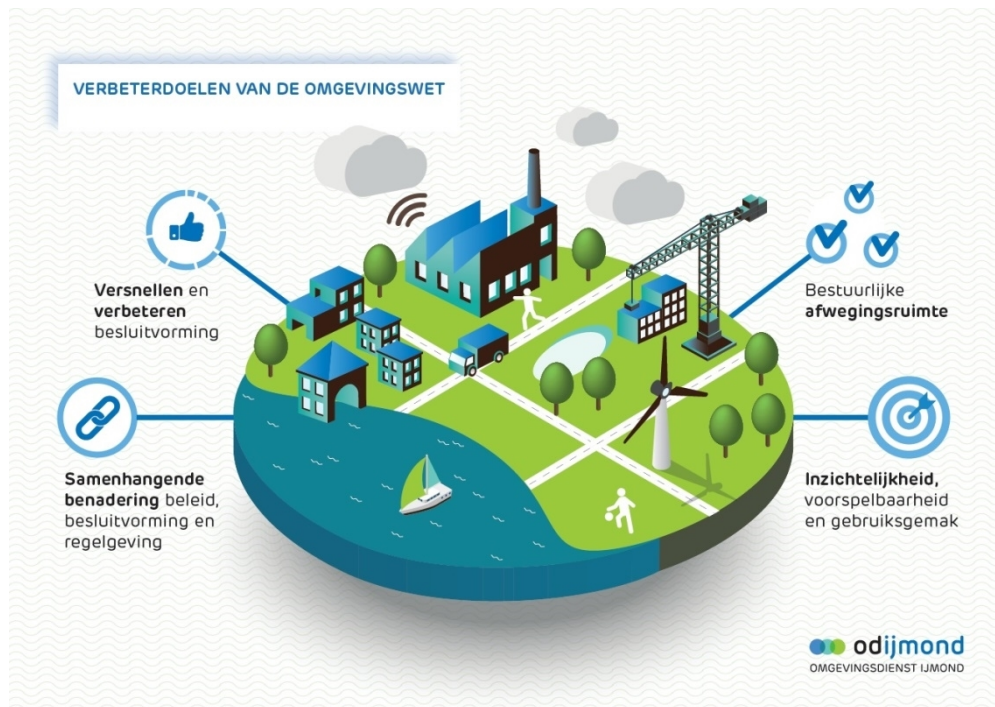 VERBETERDOELEN VAN DE OMGEVINGSWET
Versnellen en
verbeteren
besluitvorming
Bestuurlijke
afwegingsruimte
Samenhangende
benadering beleid,
besluitvorming en
regelgeving
Inzichtelijkheid,
voorspelbaarheid
en gebruiksgemak
odijmond
OMGEVINGSDIENST IJMOND